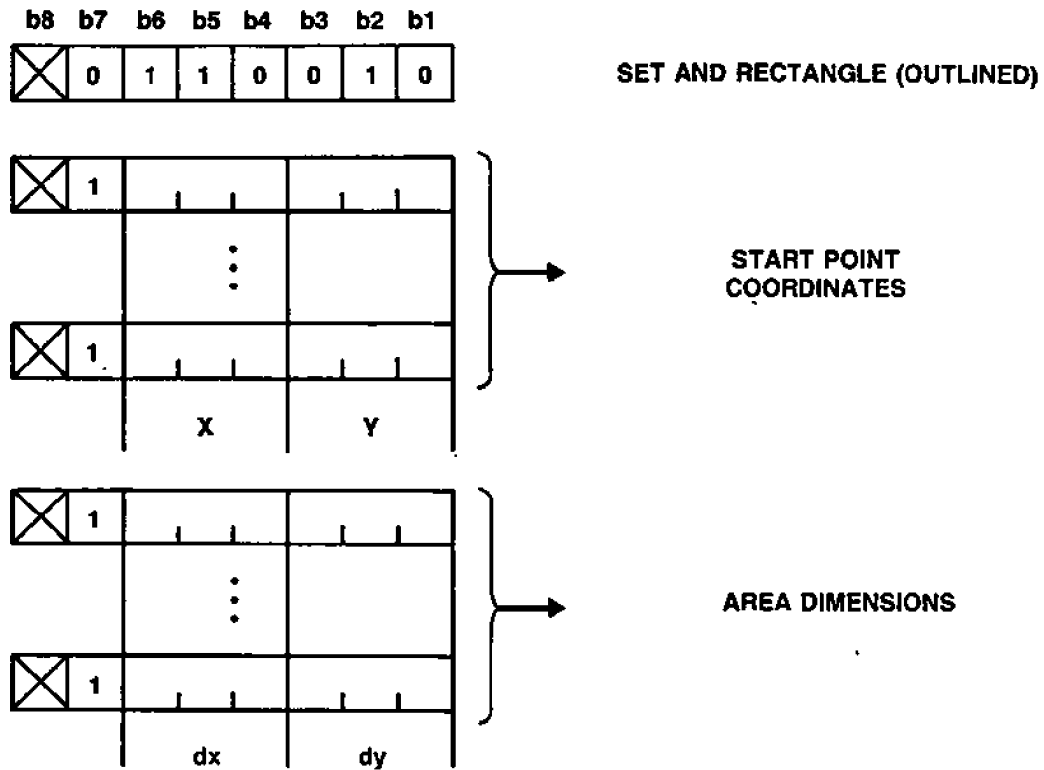 b8 b7 b6 b5 b4 b3 b2 b1
0 1 1 0 0 1 0 SET AND RECTANGLE (OUTLINED)
1
START POINT
COORDINATES
1
X Y
1
AREA DIMENSIONS
1
dx dy